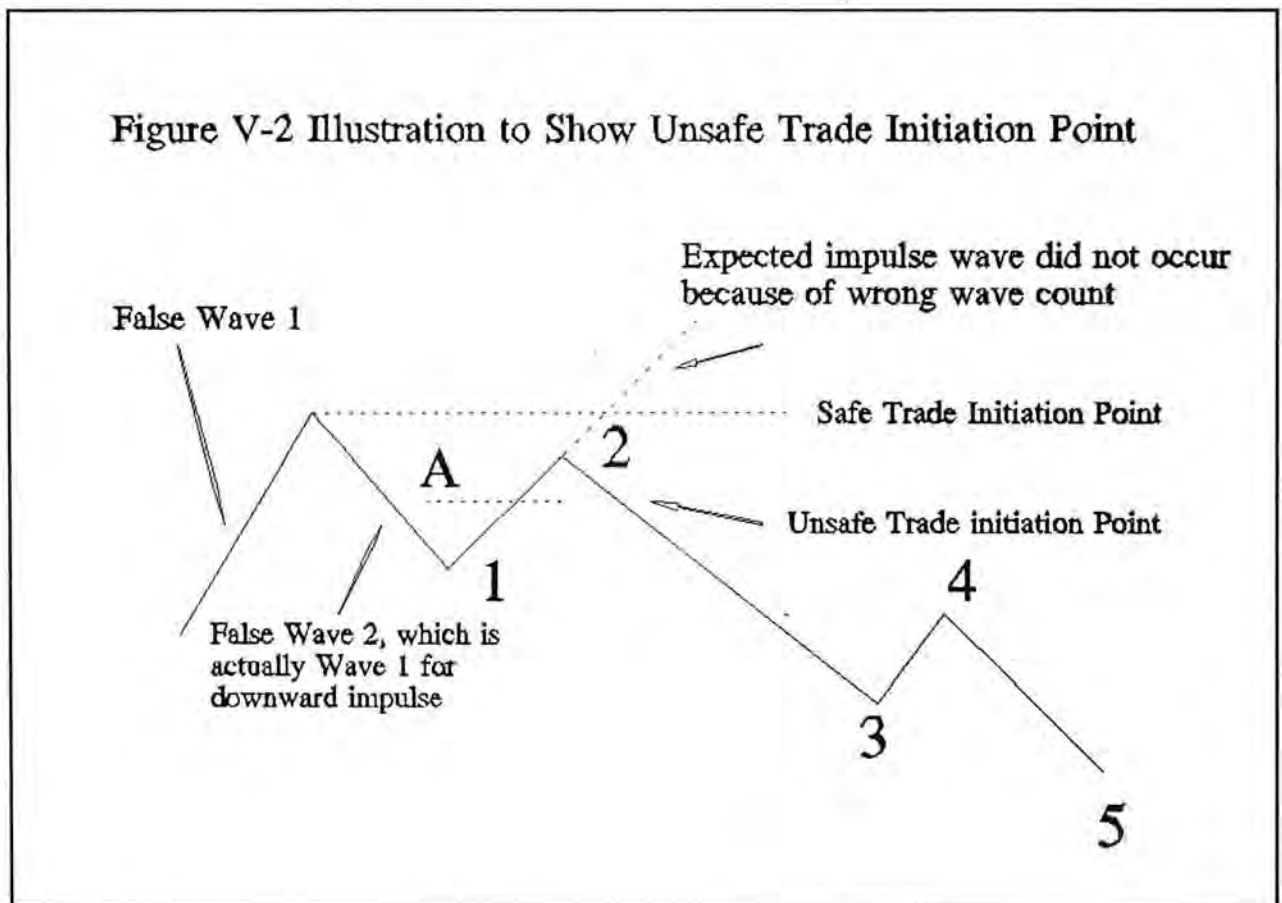 Figure V-2 Illustration to Show Unsafe Trade Initiation Point
Expected impulse wave did not occur
because of wrong wave count
False Wave 1
Safe Trade Initiation Point
2
A
Unsafe Trade initiation Point
1
4
False Wave 2, which is
actually Wave 1 for
downward impulse
3
5